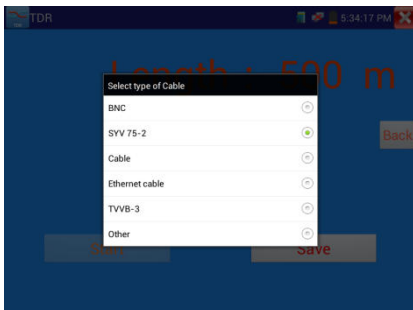 TDR
5:34:17 PM
Length : 500 m
Select type of Cable
BNC
SYV 75-2
Back
Cable
Ethernet cable
TVVB-3
Other
Save